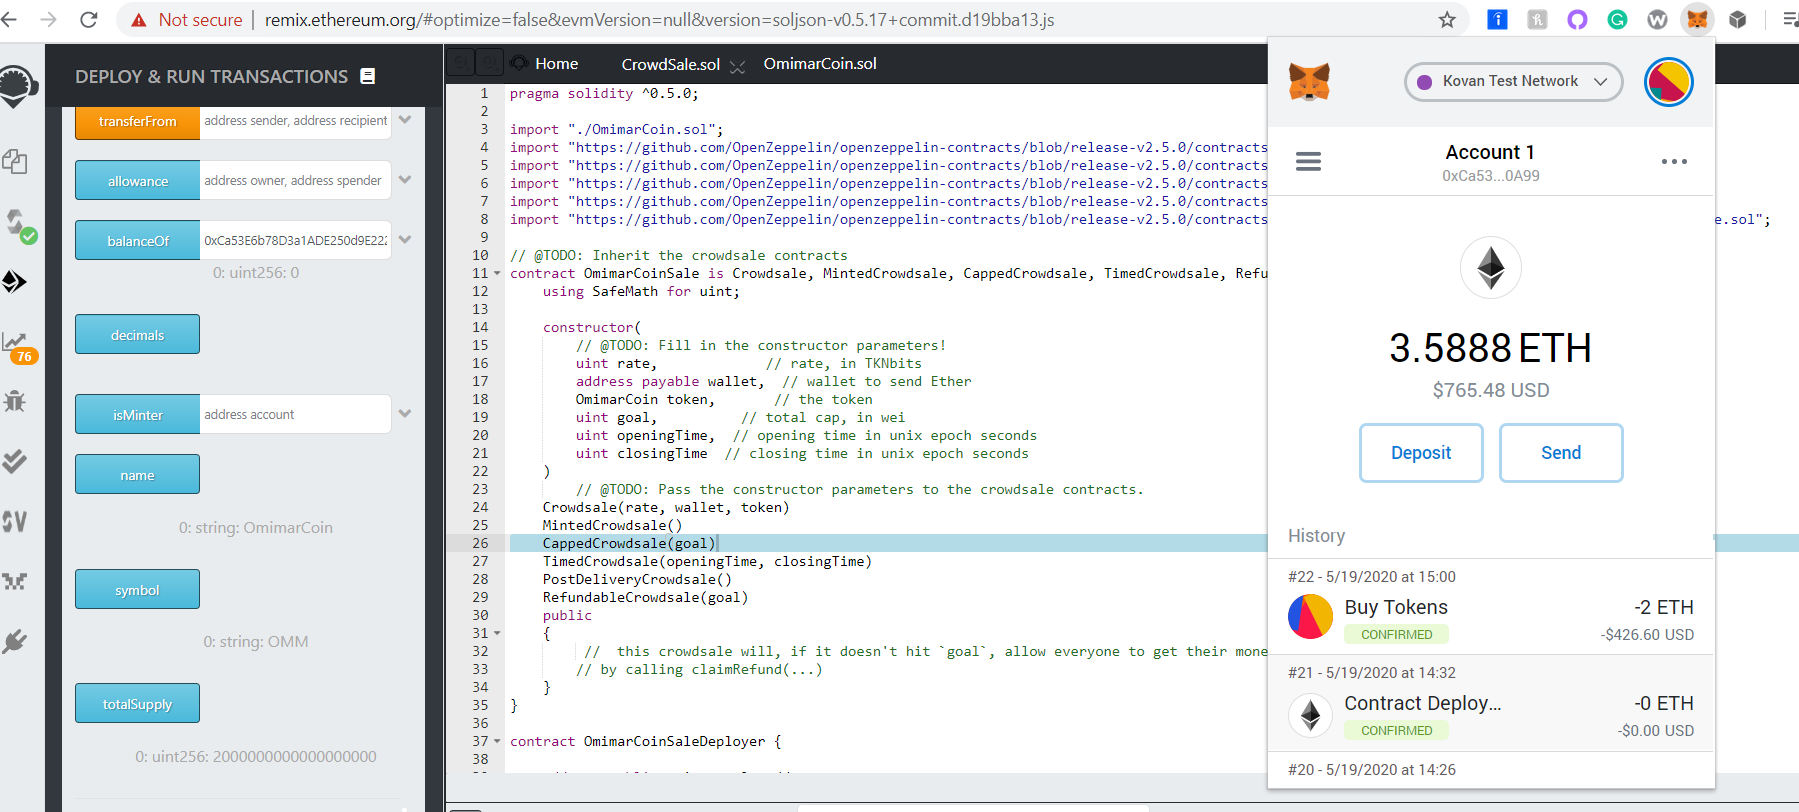 Not secure | remix.ethereum.org/#optimize=false&evmVersion=null&version=soljson-v0.5.17+commit.d19bba13.js
DEPLOY & RUN TRANSACTIONS
transferFrom address sender, address recipient
allowance address owner, address spender
balanceOf 0xCa53E6b78D3a1ADE250d9E222
0: uint256: 0
decimals
76
isMinter address account
name
0: string: OmimarCoin
symbol
0: string: OMM
totalSupply
0: uint256: 2000000000000000000
Home CrowdSale.sol OmimarCoin.sol
1 pragma solidity ^0.5.0;
2
3 import "./OmimarCoin.sol";
4 import "https://github.com/OpenZeppelin/openzeppelin-contracts/blob/release-v2.5.0/contracts
5 import "https://github.com/OpenZeppelin/openzeppelin-contracts/blob/release-v2.5.0/contracts
6 import "https://github.com/OpenZeppelin/openzeppelin-contracts/blob/release-v2.5.0/contracts
7 import "https://github.com/OpenZeppelin/openzeppelin-contracts/blob/release-v2.5.0/contracts
8 import "https://github.com/OpenZeppelin/openzeppelin-contracts/blob/release-v2.5.0/contracts e.sol";
9
10 // @TODO: Inherit the crowdsale contracts
11 contract OmimarCoinSale is Crowdsale, MintedCrowdsale, CappedCrowdsale, TimedCrowdsale, Refu
12 using SafeMath for uint;
13
14 constructor(
15 // @TODO: Fill in the constructor parameters!
16 uint rate, // rate, in TKNbits
17 address payable wallet, // wallet to send Ether
18 OmimarCoin token, // the token
19 uint goal, // total cap, in wei
20 uint openingTime, // opening time in unix epoch seconds
21 uint closingTime // closing time in unix epoch seconds
22 )
23 // @TODO: Pass the constructor parameters to the crowdsale contracts.
24 Crowdsale(rate, wallet, token)
25 MintedCrowdsale()
26 CappedCrowdsale(goal)
27 TimedCrowdsale(openingTime, closingTime)
28 PostDeliveryCrowdsale()
29 RefundableCrowdsale(goal)
30 public
31 {
32 // this crowdsale will, if it doesn't hit `goal`, allow everyone to get their mone
33 // by calling claimRefund(...)
34 }
35 }
36
37 contract OmimarCoinSaleDeployer {
38
Kovan Test Network
Account 1
0xCa53...0A99
3.5888 ETH
$765.48 USD
Deposit Send
History
#22 - 5/19/2020 at 15:00
Buy Tokens -2 ETH
CONFIRMED -$426.60 USD
#21 - 5/19/2020 at 14:32
Contract Deploy... -0 ETH
CONFIRMED -$0.00 USD
#20 - 5/19/2020 at 14:26